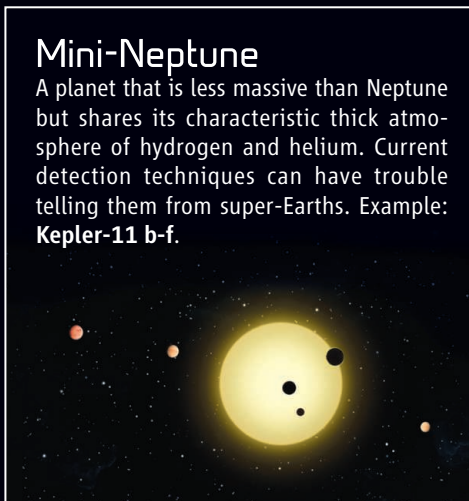 Mini-Neptune
A planet that is less massive than Neptune
but shares its characteristic thick atmo-
sphere of hydrogen and helium. Current
detection techniques can have trouble
telling them from super-Earths. Example:
Kepler-11 b-f.